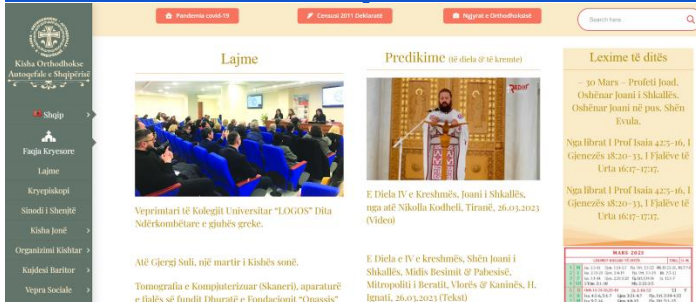 Pandemia covid-19
Censusi 2011 Deklaratë
Ngjyrat e Orthodhoksisë
Search here..
Kisha Orthodhokse
Autoqefale e Shqipërisë
Shqip
Faqja Kryesore
Lajme
Kryepiskopi
Sinodi i Shenjtë
Kisha Jonë
Organizimi Kishtar
Kujdesi Baritor
Vepra Sociale
Lajme
Veprimtari të Kolegjit Universitar “LOGOS” Dita
Ndërkombëtare e gjuhës greke.
Atë Gjergj Suli, një martir i Kishës sonë.
Tomografia e Kompjuterizuar (Skaneri), aparaturë
e fjalës së fundit Dhuratë e Fondacionit “Onassis”
Predikime (të diela & të kremte)
E Diela IV e Kreshmës, Joani i Shkallës,
nga atë Nikolla Kodheli, Tiranë, 26.03.2023
(Video)
E Diela e IV e kreshmës, Shën Joani i
Shkallës, Midis Besimit & Pabesisë,
Mitropoliti i Beratit, Vlorës & Kaninës, H.
Ignati, 26.03.2023 (Tekst)
Lexime të ditës
– 30 Mars – Profeti Joad.
Oshënar Joani i Shkallës.
Oshënar Joani në pus. Shën
Evula.
Nga librat I Prof Isaia 42:5-16, I
Gjenezës 18:20-33, I Fjalëve të
Urta 16:17-17:17.
Nga librat I Prof Isaia 42:5-16, I
Gjenezës 18:20-33, I Fjalëve të
Urta 16:17-17:17.
MARS 2023